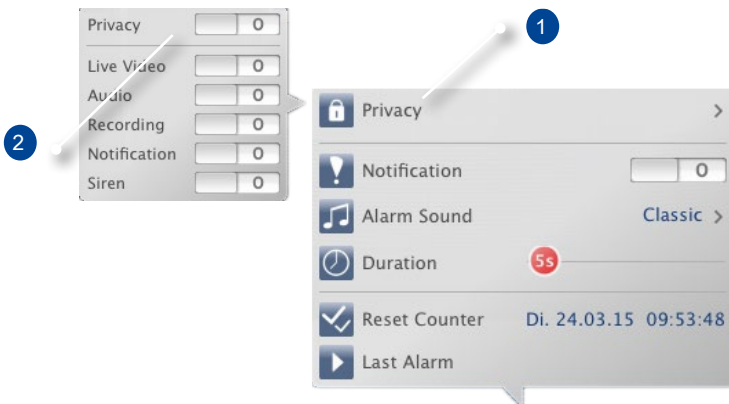 1
2
Privacy 0
Live Video 0
Audio 0
Recording 0
Notification 0
Siren 0
Privacy >
Notification 0
Alarm Sound Classic >
Duration 5s
Reset Counter Di. 24.03.15 09:53:48
Last Alarm